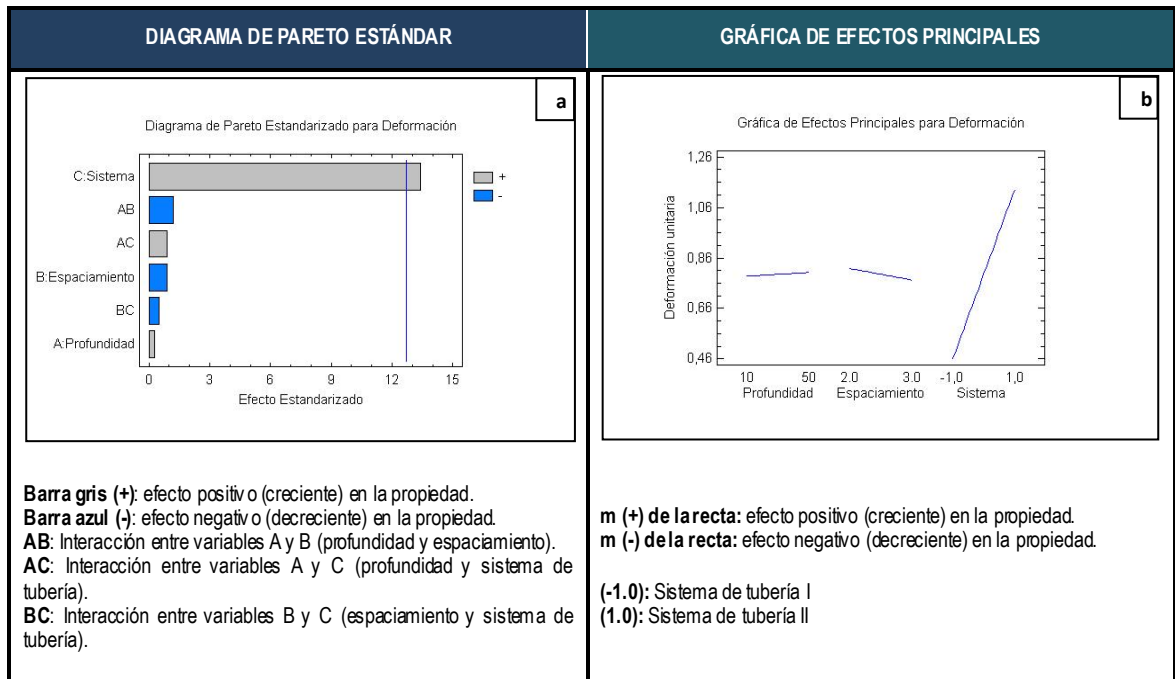 DIAGRAMA DE PARETO ESTÁNDAR
GRÁFICA DE EFECTOS PRINCIPALES
a
Diagrama de Pareto Estandarizado para Deformación
C:Sistema
AB
AC
B:Espaciamiento
BC
A:Profundidad
0 3 6 9 12 15
Efecto Estandarizado
+
-
Barra gris (+): efecto positivo (creciente) en la propiedad.
Barra azul (-): efecto negativo (decreciente) en la propiedad.
AB: Interacción entre variables A y B (profundidad y espaciamiento).
AC: Interacción entre variables A y C (profundidad y sistema de
tubería).
BC: Interacción entre variables B y C (espaciamiento y sistema de
tubería).
b
Gráfica de Efectos Principales para Deformación
Deformación unitaria
1,26
1,06
0,86
0,66
0,46
10 50 2.0 3.0 -1,0 1,0
Profundidad Espaciamiento Sistema
m (+) de la recta: efecto positivo (creciente) en la propiedad.
m (-) de la recta: efecto negativo (decreciente) en la propiedad.
(-1.0): Sistema de tubería I
(1.0): Sistema de tubería II